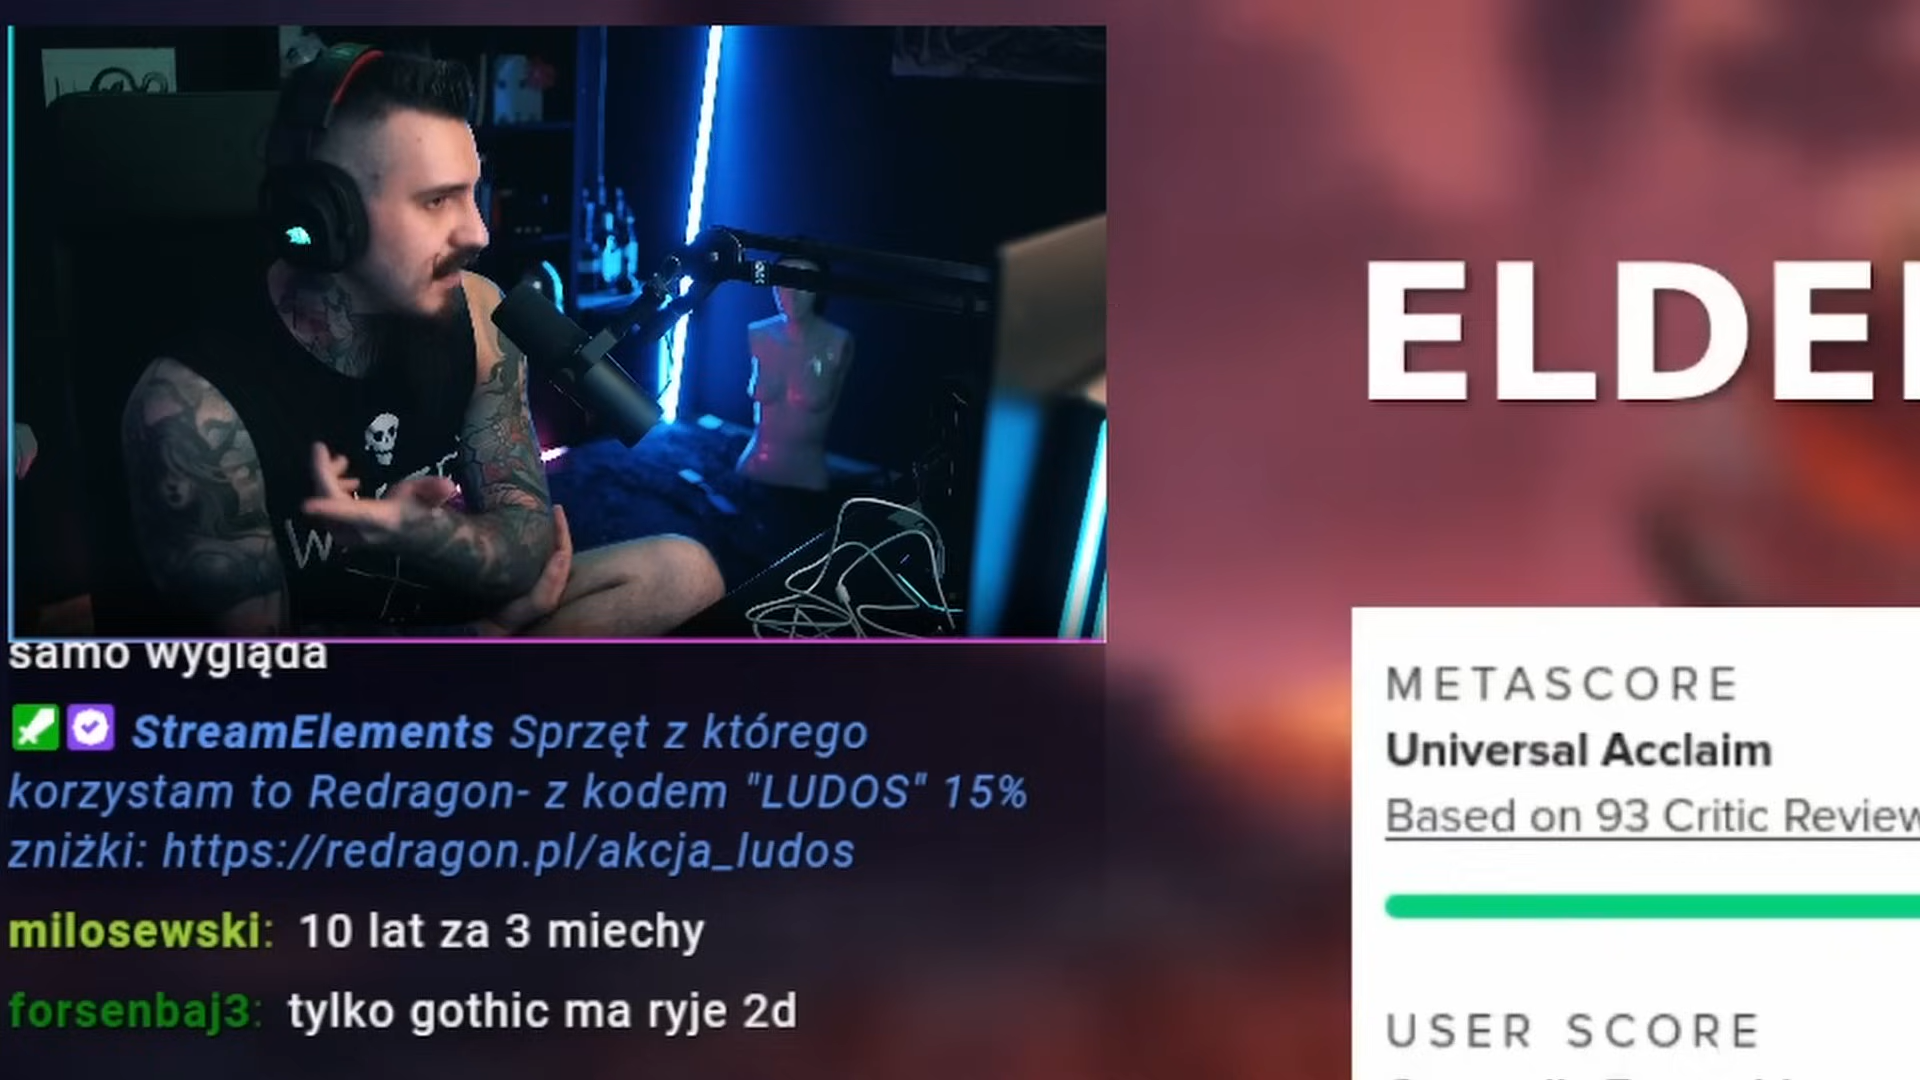 samo wygląda
StreamElements Sprzęt z którego
korzystam to Redragon- z kodem "LUDOS" 15%
zniżki: https://redragon.pl/akcja_ludos
milosewski: 10 lat za 3 miechy
forsenbaj3: tylko gothic ma ryje 2d
ELDE
METASCORE
Universal Acclaim
Based on 93 Critic Review
USER SCORE